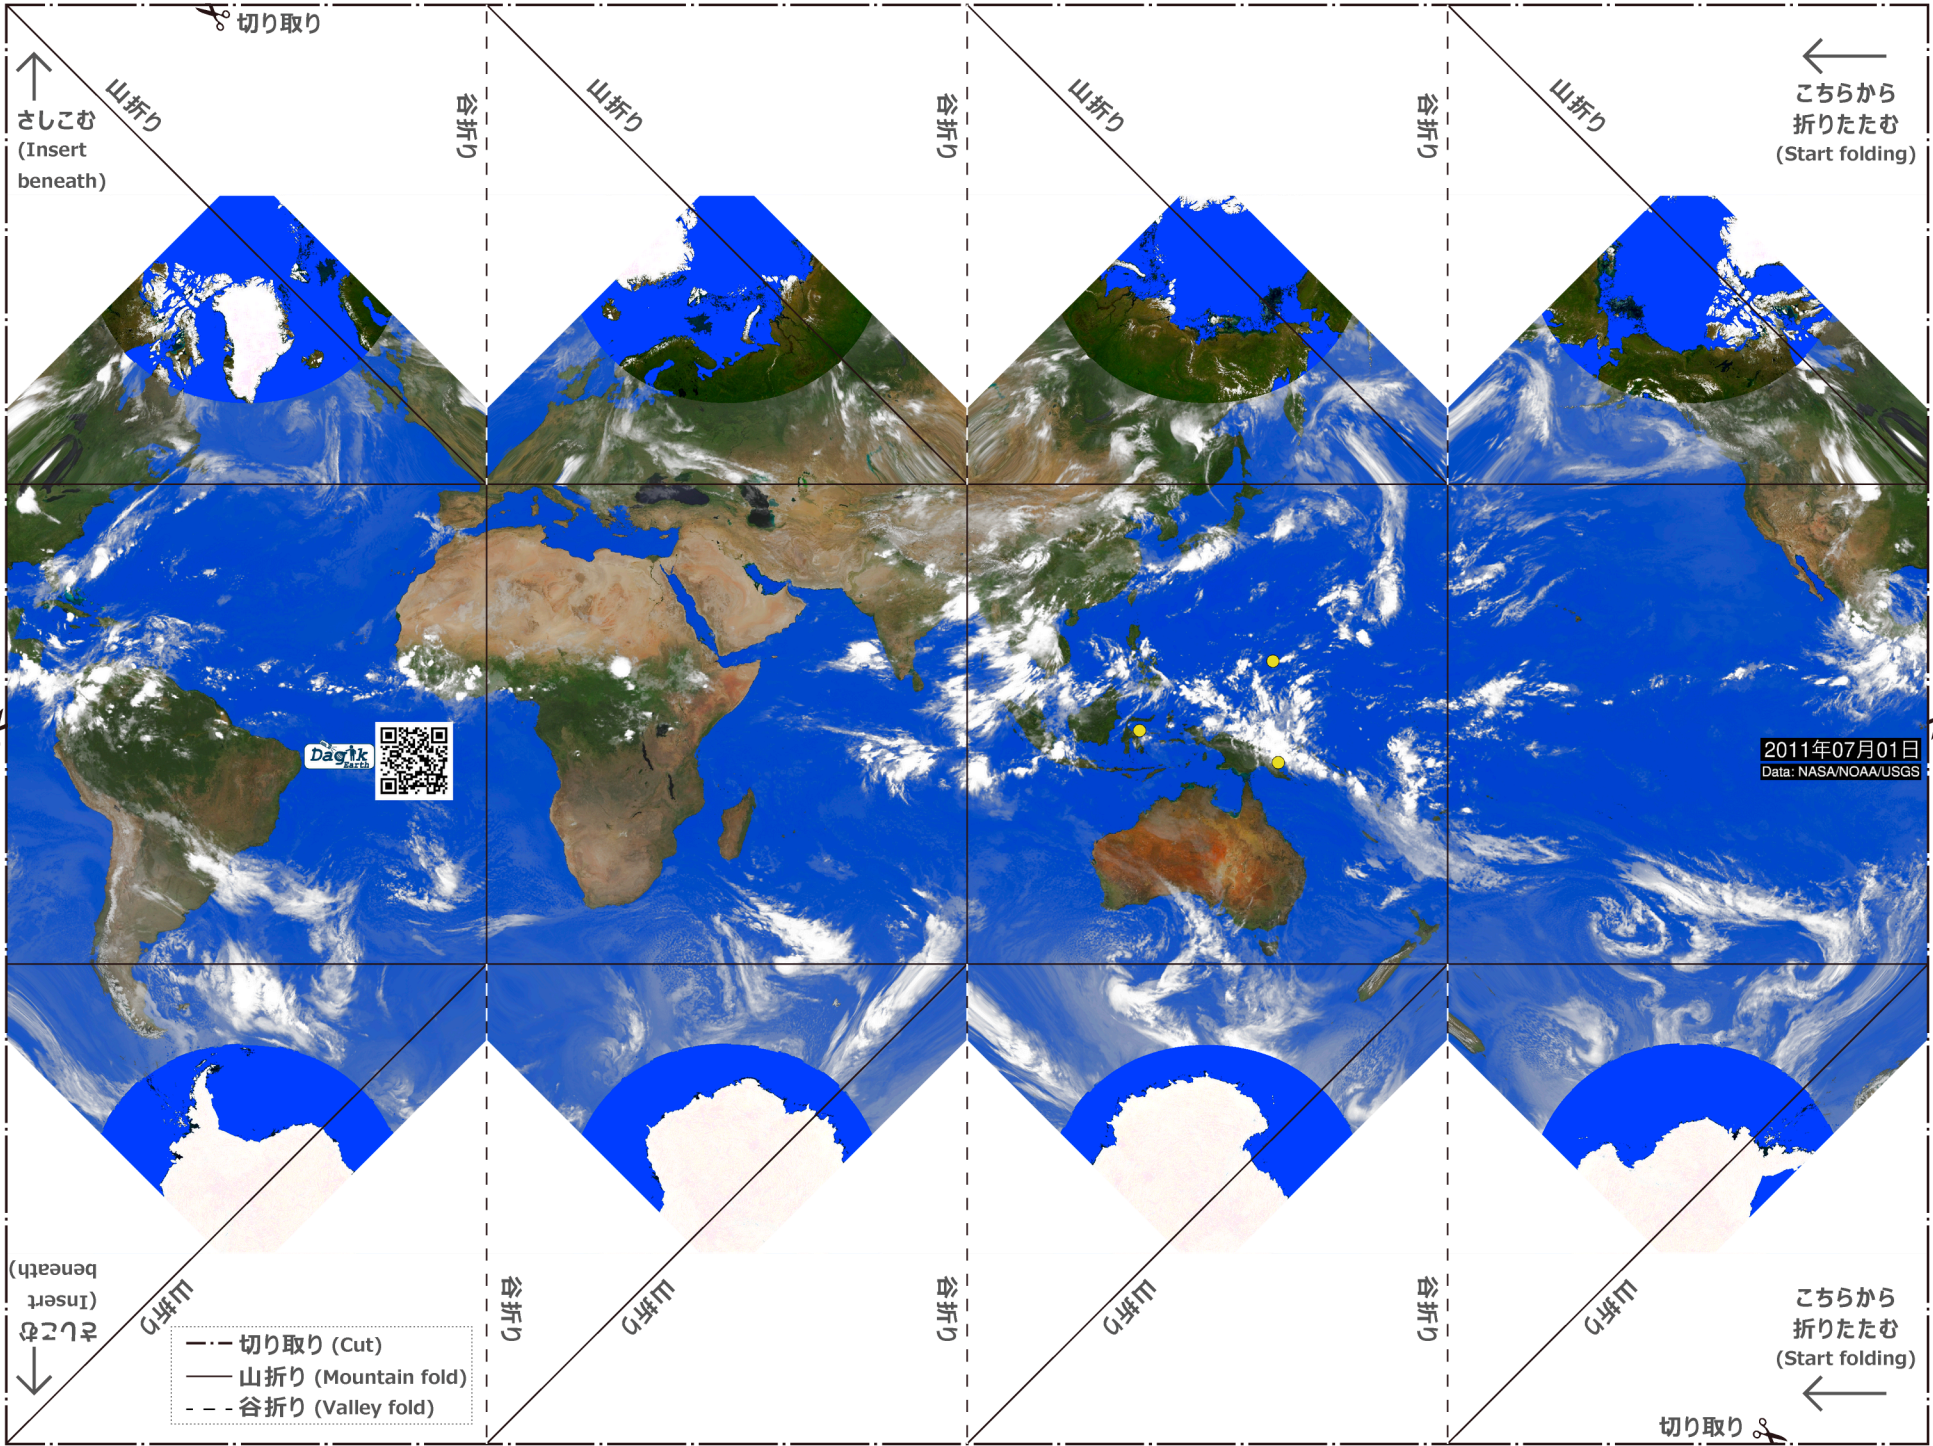 切り取り
山折り
谷折り
山折り
谷折り
山折り
谷折り
山折り
さしこむ
(Insert
beneath)
こちらから
折りたたむ
(Start folding)
Dagik
Earth
2011年07月01日
Data: NASA/NOAA/USGS
さしこむ
(Insert
beneath)
山折り
谷折り
山折り
谷折り
山折り
谷折り
山折り
こちらから
折りたたむ
(Start folding)
切り取り (Cut)
山折り (Mountain fold)
谷折り (Valley fold)
切り取り